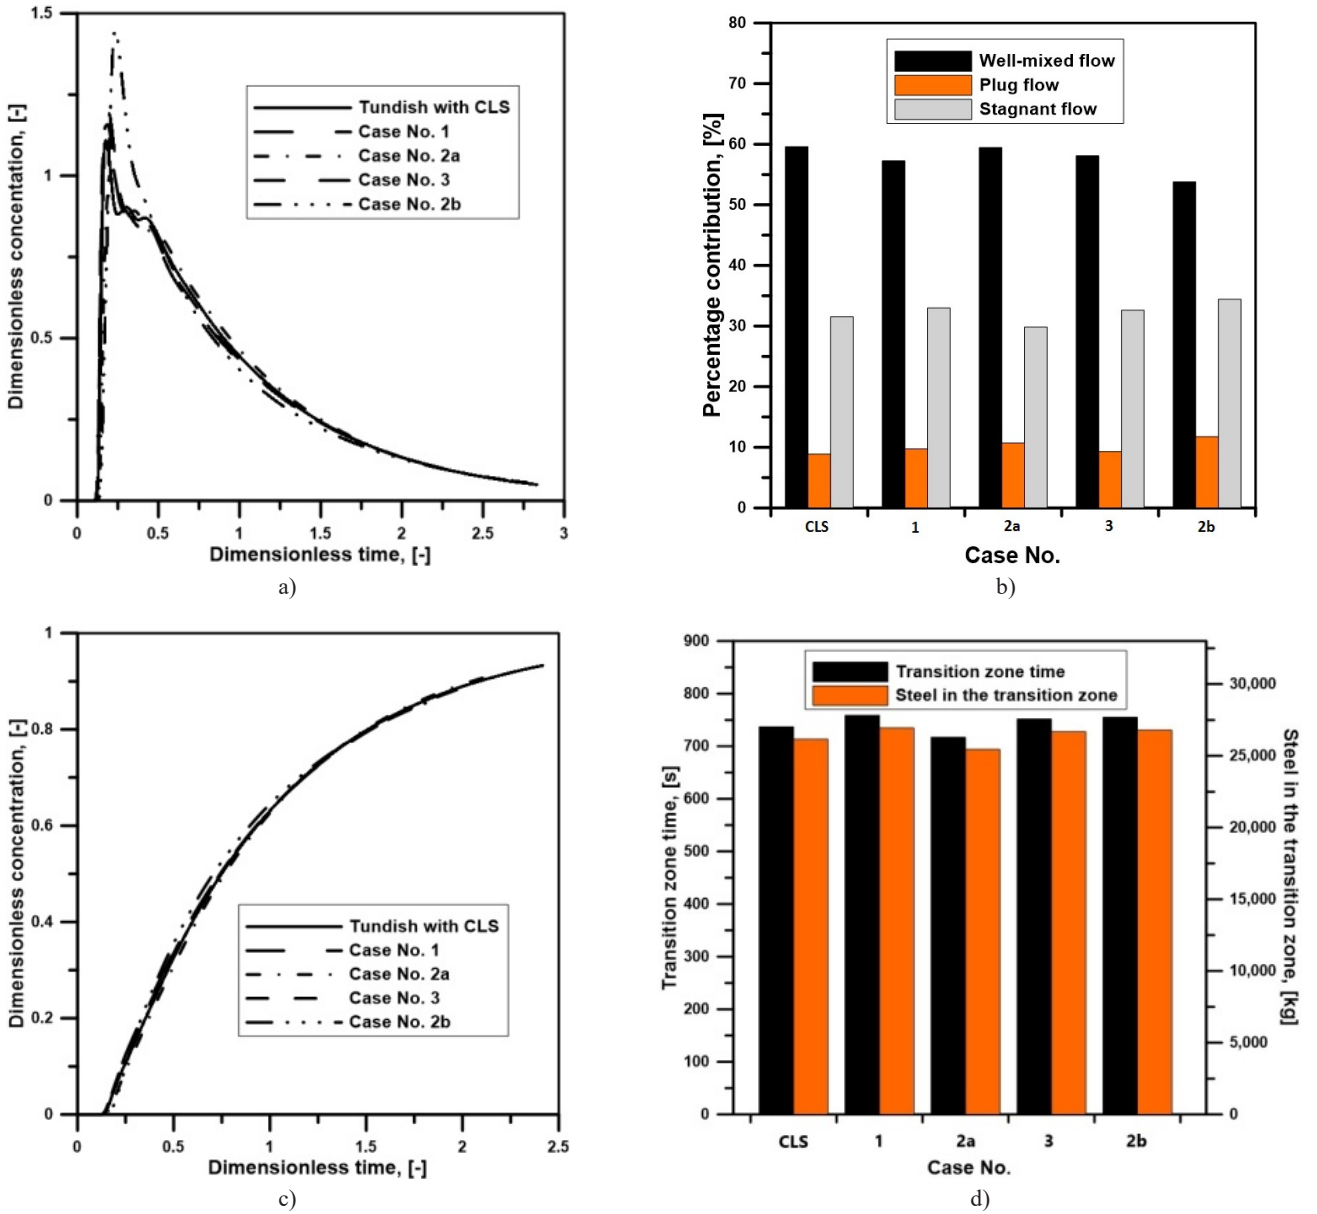 1.5
1
0.5
0
0
0.5
1
1.5
2
2.5
3
Dimensionless concentation, [-]
Dimensionless time, [-]
Tundish with CLS
Case No. 1
Case No. 2a
Case No. 3
Case No. 2b
a)
80
70
60
50
40
30
20
10
0
Percentage contribution, [%]
Well-mixed flow
Plug flow
Stagnant flow
CLS
1
2a
3
2b
Case No.
b)
1
0.8
0.6
0.4
0.2
0
0
0.5
1
1.5
2
2.5
Dimensionless concentration, [-]
Dimensionless time, [-]
Tundish with CLS
Case No. 1
Case No. 2a
Case No. 3
Case No. 2b
c)
900
800
700
600
500
400
300
200
100
0
Transition zone time, [s]
Transition zone time
Steel in the transition zone
30,000
25,000
20,000
15,000
10,000
5,000
0
Steel in the transition zone, [kg]
CLS
1
2a
3
2b
Case No.
d)